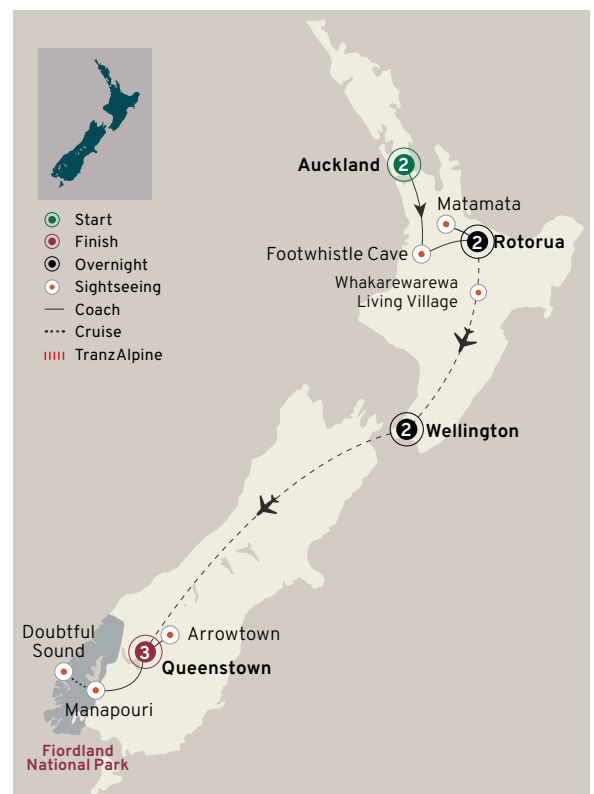 Start
Finish
Overnight
Sightseeing
Coach
Cruise
TranzAlpine
Auckland
2
Matamata
2
Rotorua
Footwhistle Cave
Whakarewarewa
Living Village
2
Wellington
Doubtful
Sound
Arrowtown
3
Queenstown
Manapouri
Fiordland
National Park